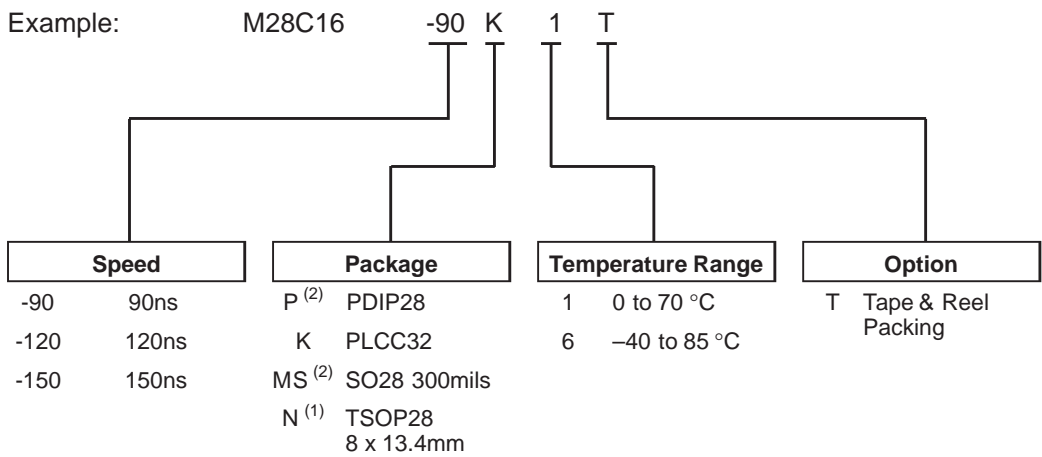 Example: M28C16 -90 K 1 T
Speed Package Temperature Range Option
-90 90ns P (2) PDIP28 1 0 to 70 °C T Tape & Reel
Packing
-120 120ns K PLCC32 6 –40 to 85 °C
-150 150ns MS (2) SO28 300mils
N (1) TSOP28
8 x 13.4mm